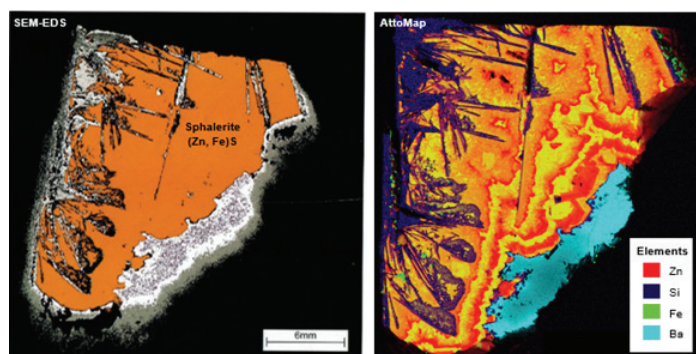 SEM-EDS
Sphalerite
(Zn, Fe)S
6mm
AttoMap
Elements
Zn
Si
Fe
Ba